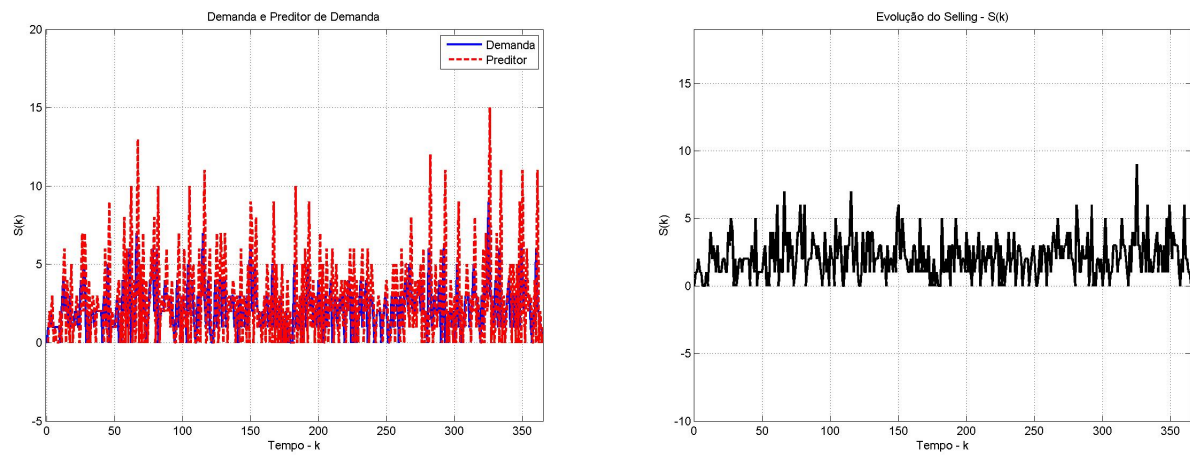 Demanda e Preditor de Demanda
20
15
10
5
0
-5
S(k)
0 50 100 150 200 250 300 350
Tempo - k
Demanda
Preditor
Evolução do Selling - S(k)
15
10
5
0
-5
-10
S(k)
0 50 100 150 200 250 300 350
Tempo - k